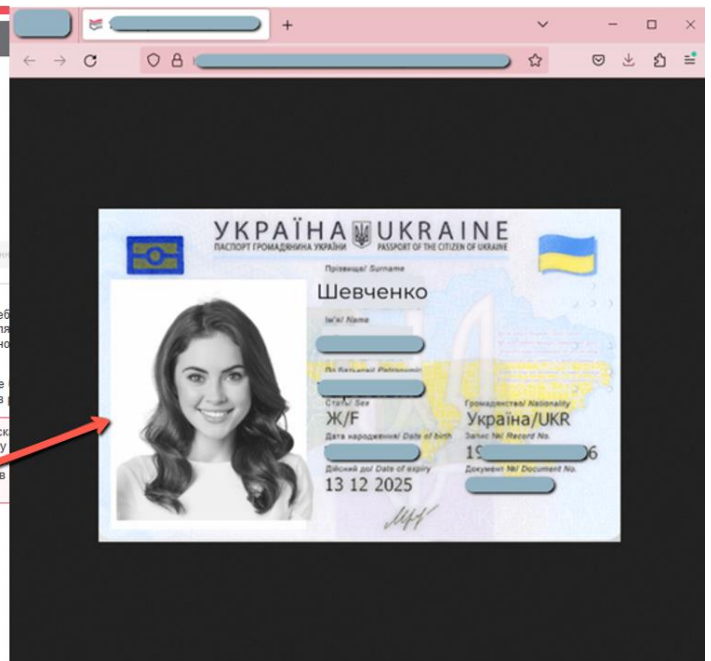 УКРАЇНА UKRAINE
ПАСПОРТ ГРОМАДЯНИНА УКРАЇНИ PASSPORT OF THE CITIZEN OF UKRAINE
Прізвище/ Surname
Шевченко
Ім'я/ Name
По батькові/ Patronymic
Стать/ Sex
Ж/F
Громадянство/ Nationality
Україна/UKR
Дата народження/ Date of birth
Запис №/ Record No.
19 6
Дійсний до/ Date of expiry
13 12 2025
Документ №/ Document No.